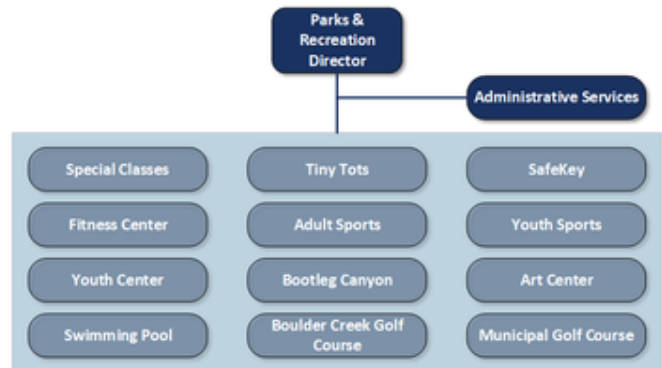 Parks &
Recreation
Director
Administrative Services
Special Classes
Tiny Tots
SafeKey
Fitness Center
Adult Sports
Youth Sports
Youth Center
Bootleg Canyon
Art Center
Swimming Pool
Boulder Creek Golf
Course
Municipal Golf Course